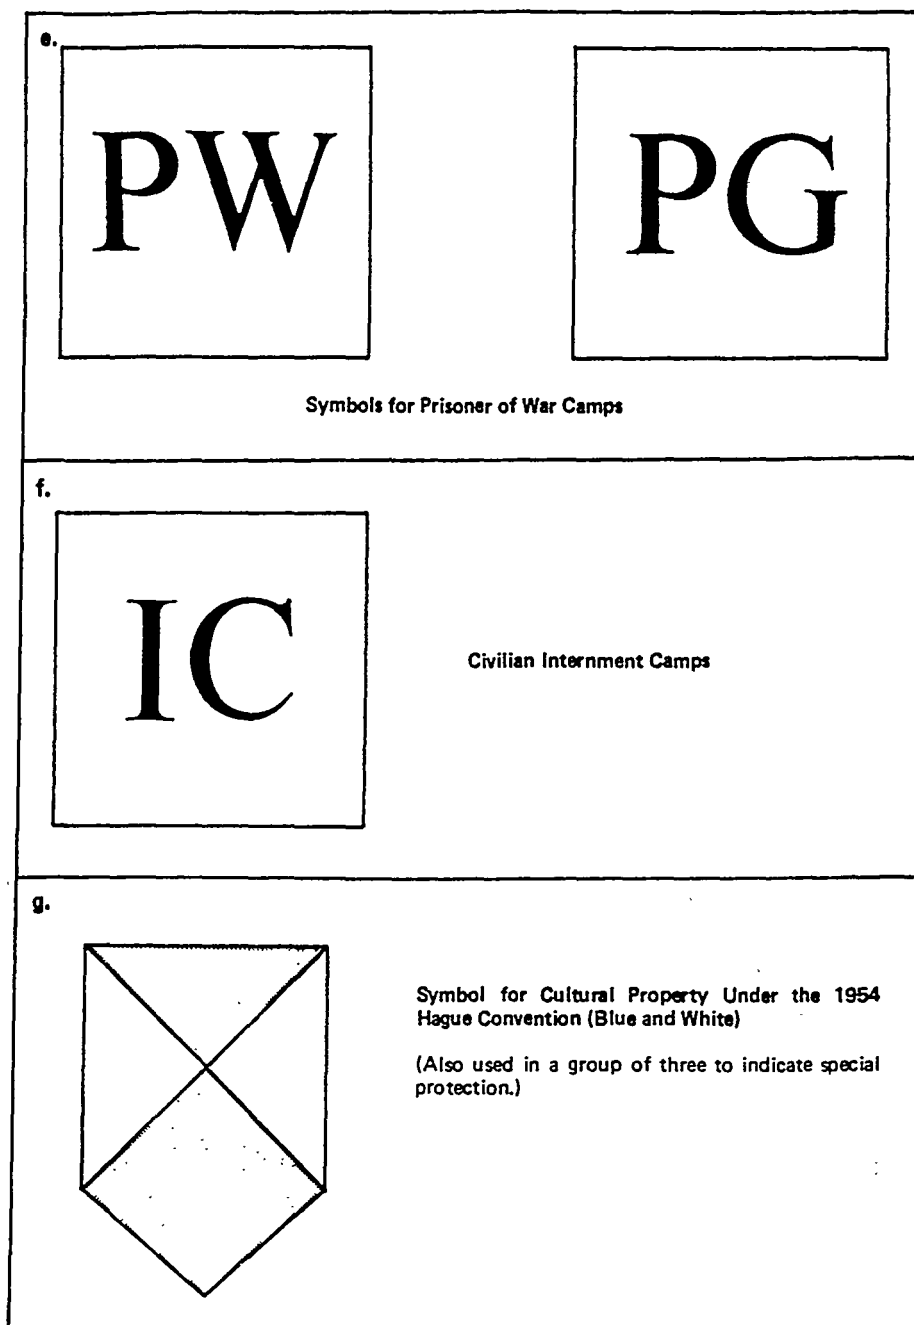 e.
PW
PG
Symbols for Prisoner of War Camps
f.
IC
Civilian Internment Camps
g.
Symbol for Cultural Property Under the 1954
Hague Convention (Blue and White)
(Also used in a group of three to indicate special
protection.)